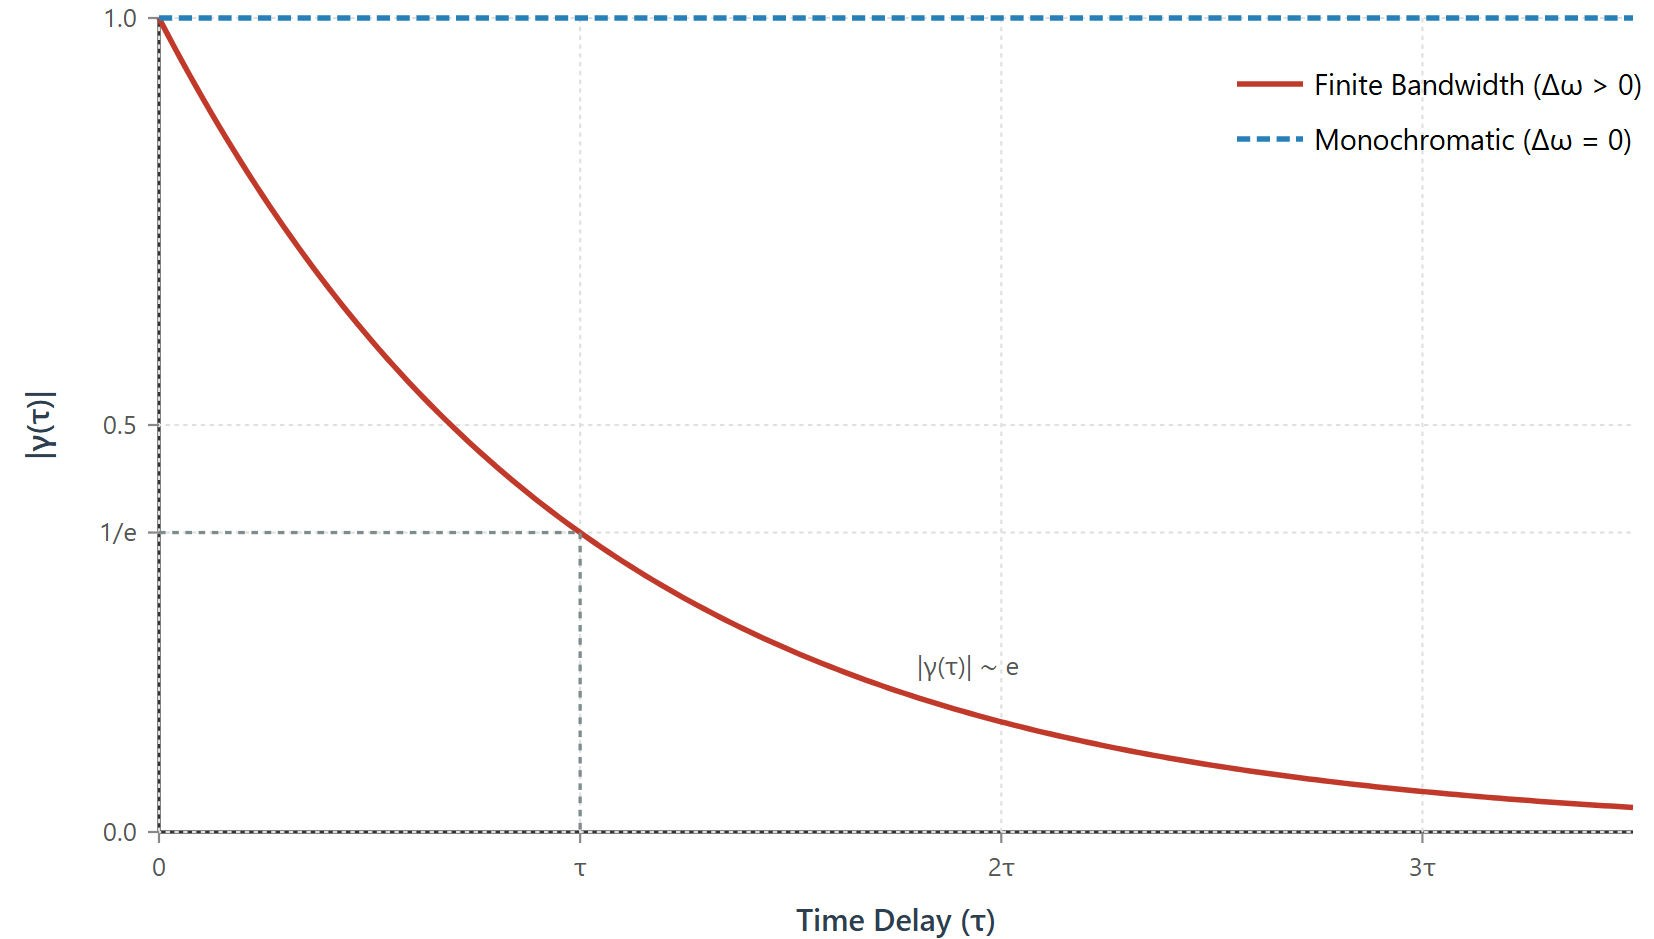 1.0
Finite Bandwidth (Δω > 0)
Monochromatic (Δω = 0)
|γ(τ)|
0.5
1/e
|γ(τ)| ~ e
0.0
0
τ
2τ
3τ
Time Delay (τ)